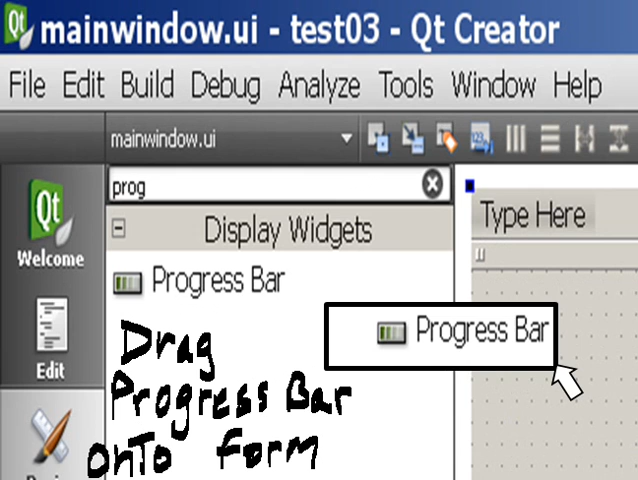 mainwindow.ui - test03 - Qt Creator
File Edit Build Debug Analyze Tools Window Help
mainwindow.ui
prog
Qt
Type Here
Display Widgets
Welcome
Progress Bar
Progress Bar
Edit
Drag
Progress Bar
onTo form